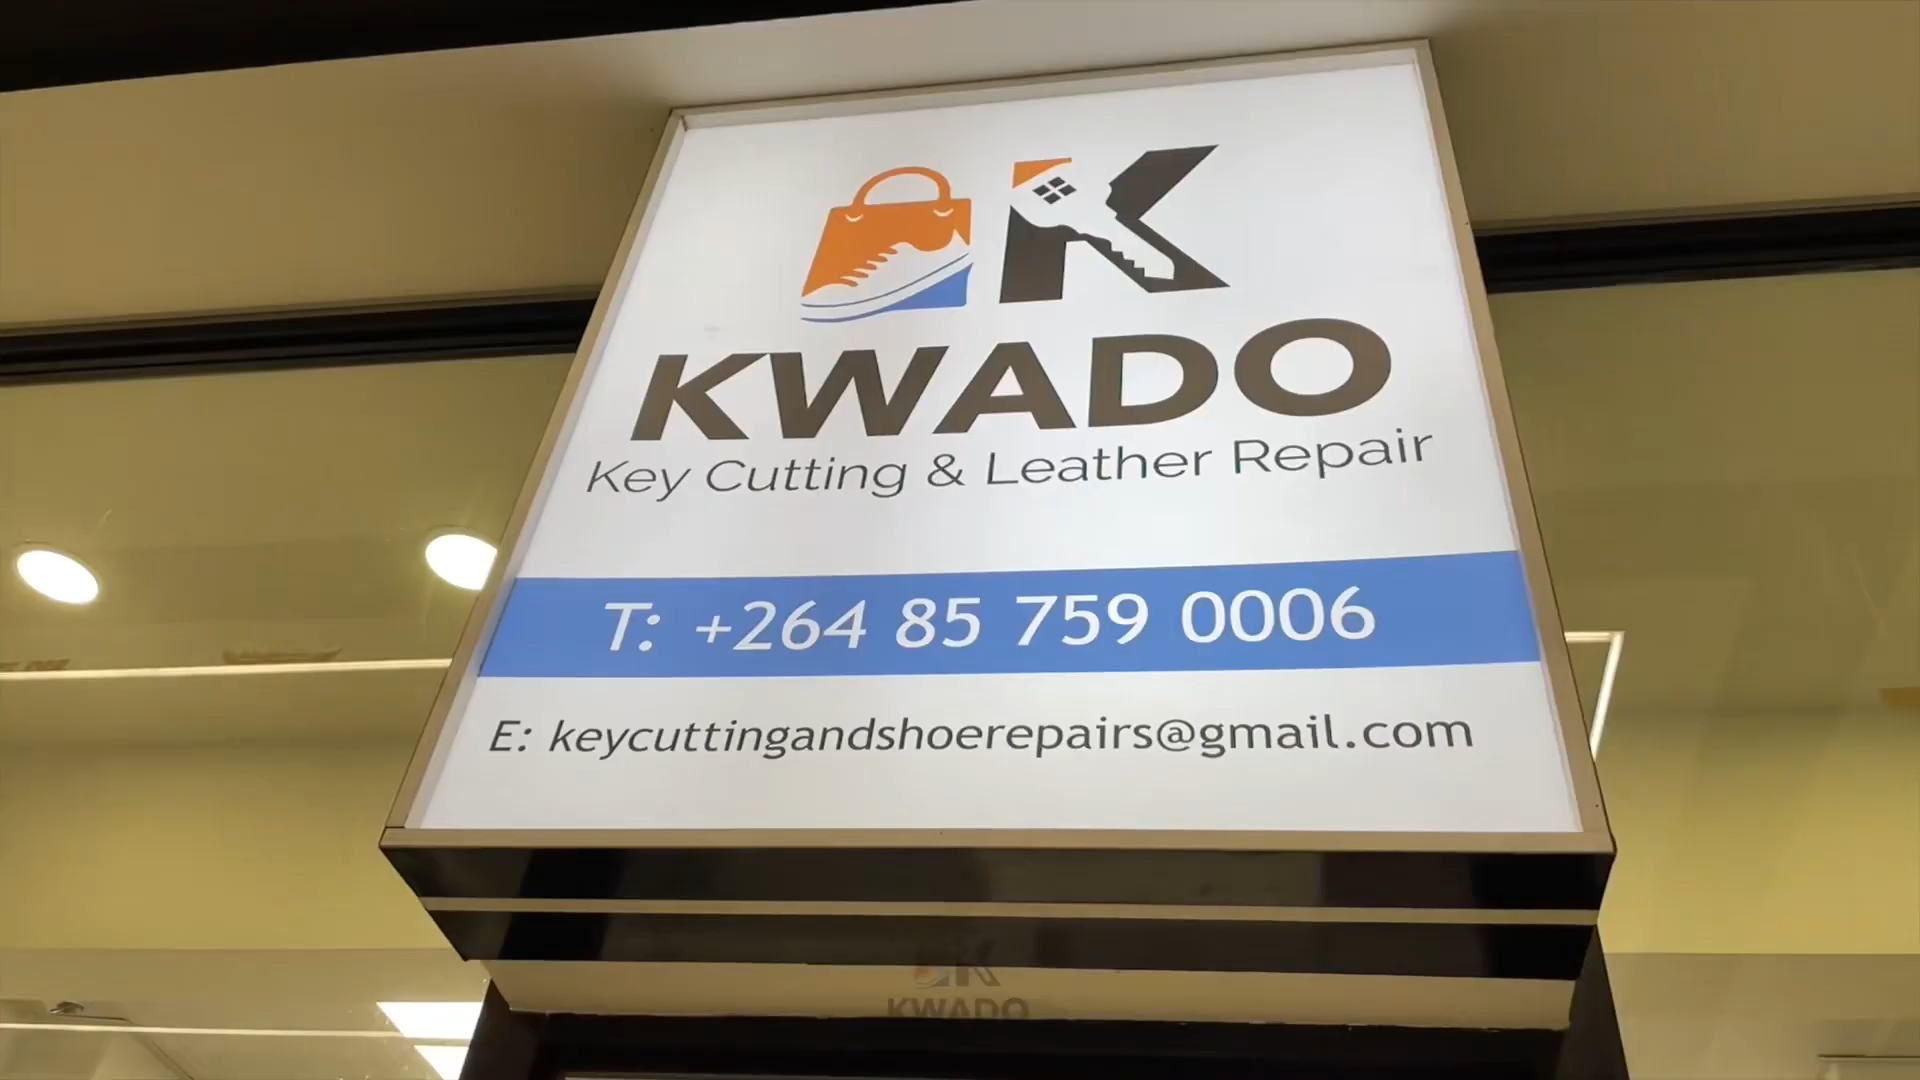 KWADO
Key Cutting & Leather Repair
T: +264 85 759 0006
E: keycuttingandshoerepairs@gmail.com
KWADO